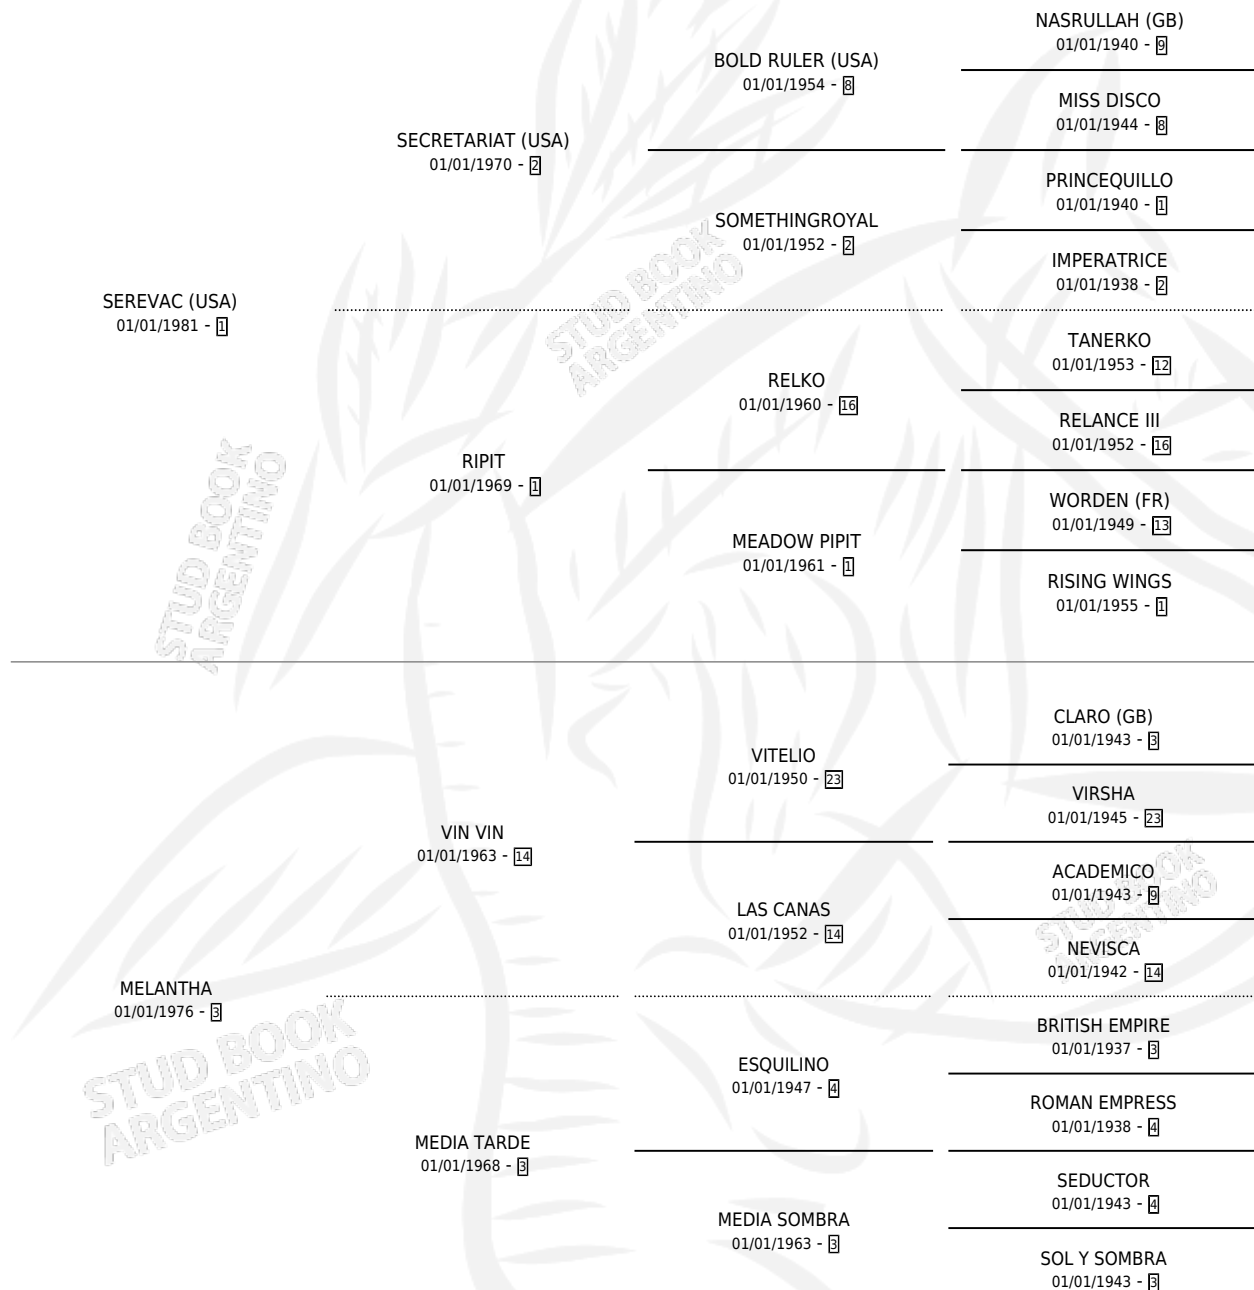 NASRULLAH (GB)
01/01/1940 - 9
BOLD RULER (USA)
01/01/1954 - 8
MISS DISCO
01/01/1944 - 8
SECRETARIAT (USA)
01/01/1970 - 2
PRINCEQUILLO
01/01/1940 - 1
SOMETHINGROYAL
01/01/1952 - 2
IMPERATRICE
01/01/1938 - 2
SEREVAC (USA)
01/01/1981 - 1
TANERKO
01/01/1953 - 12
RELKO
01/01/1960 - 16
RELANCE III
01/01/1952 - 16
RIPIT
01/01/1969 - 1
WORDEN (FR)
01/01/1949 - 13
MEADOW PIPIT
01/01/1961 - 1
RISING WINGS
01/01/1955 - 1
STUD BOOK
ARGENTINO
STUD BOOK
ARGENTINO
CLARO (GB)
01/01/1943 - 3
VITELIO
01/01/1950 - 23
VIRSHA
01/01/1945 - 23
VIN VIN
01/01/1963 - 14
ACADEMICO
01/01/1943 - 9
LAS CANAS
01/01/1952 - 14
NEVISCA
01/01/1942 - 14
STUD BOOK
ARGENTINO
MELANTHA
01/01/1976 - 3
BRITISH EMPIRE
01/01/1937 - 3
ESQUILINO
01/01/1947 - 4
ROMAN EMPRESS
01/01/1938 - 4
STUD BOOK
ARGENTINO
MEDIA TARDE
01/01/1968 - 3
SEDUCTOR
01/01/1943 - 4
MEDIA SOMBRA
01/01/1963 - 3
SOL Y SOMBRA
01/01/1943 - 3